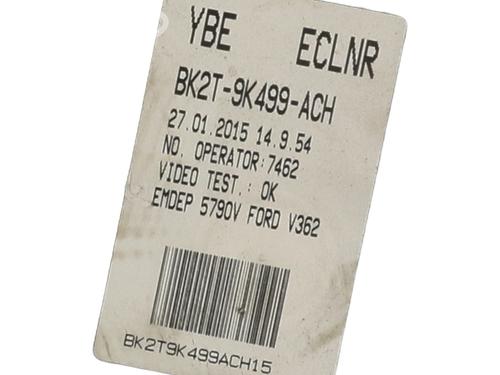 YBE ECLNR
BK2T-9K499-ACH
27.01.2015 14.9.54
NO. OPERATOR:7462
VIDEO TEST.: OK
EMDEP 5790V FORD V362
BK2T9K499ACH15